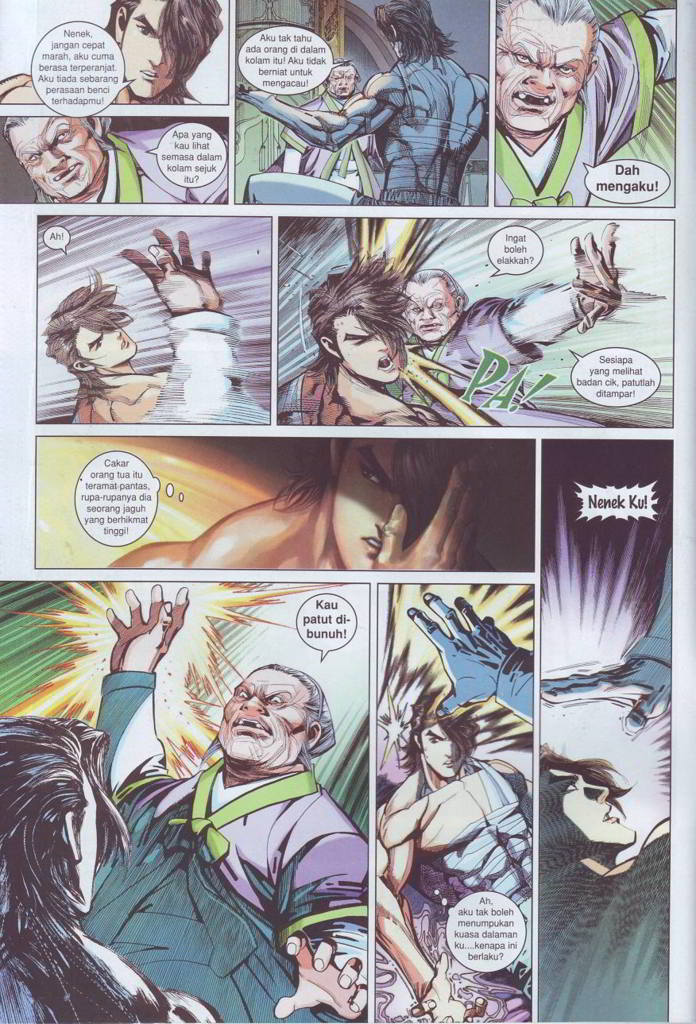 Nenek,
jangan cepat
marah, aku cuma
berasa terperanjat.
Aku tiada sebarang
perasaan benci
terhadapmu!
Apa yang
kau lihat
semasa dalam
kolam sejuk
itu?
Aku tak tahu
ada orang di dalam
kolam itu! Aku tidak
berniat untuk
mengacau!
Dah
mengaku!
Ah!
Ingat
boleh
elakkah?
PA!
Sesiapa
yang melihat
badan cik, patutlah
ditampar!
Cakar
orang tua itu
teramat pantas,
rupa-rupanya dia
seorang jaguh
yang berhikmat
tinggi!
Nenek Ku!
Kau
patut di-
bunuh!
Ah,
aku tak boleh
menumpukan
kuasa dalaman
ku....kenapa ini
berlaku?